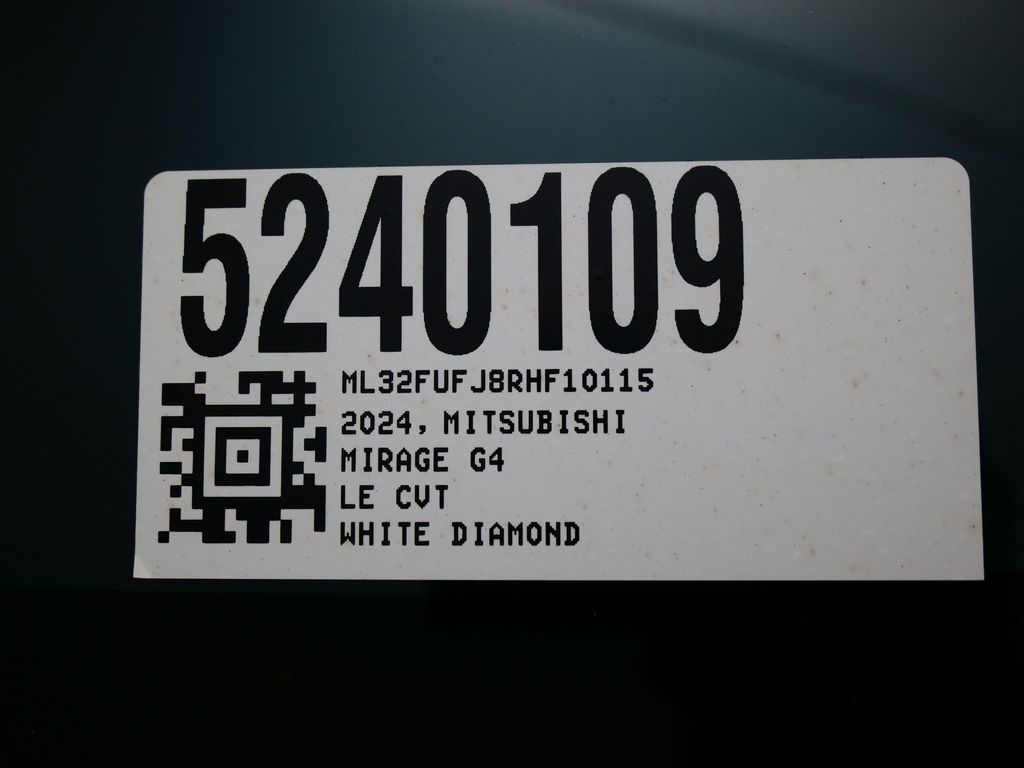 5240109
ML32FUFJ8RHF10115
2024, MITSUBISHI
MIRAGE G4
LE CVT
WHITE DIAMOND